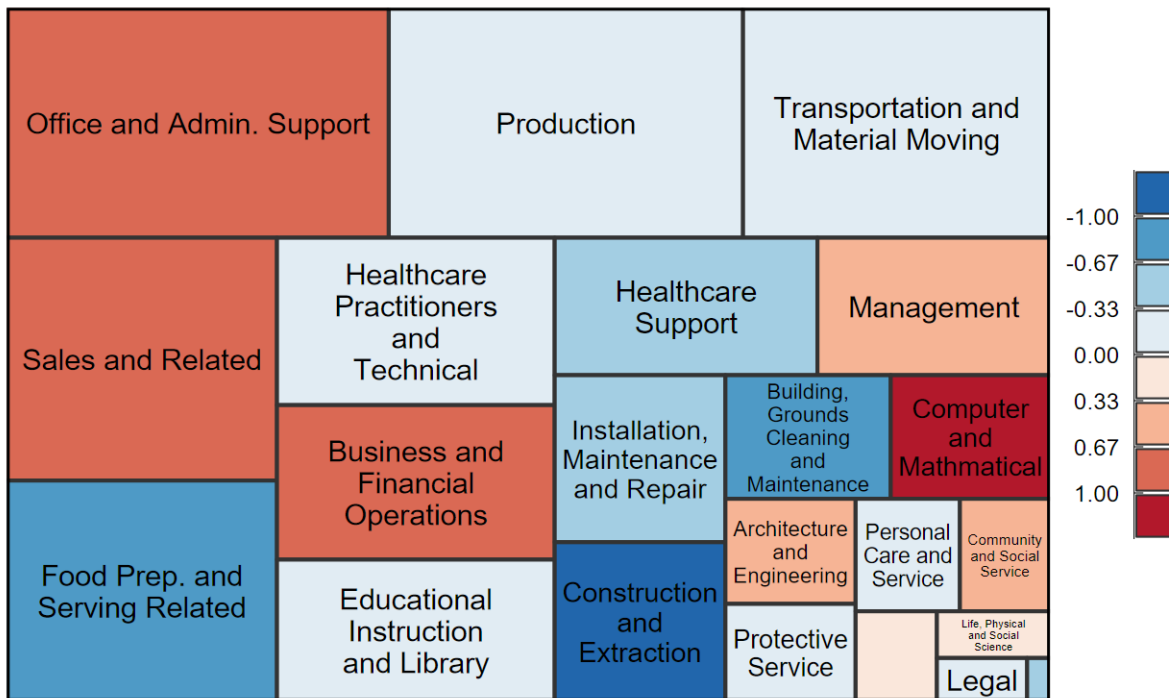 Office and Admin. Support
Production
Transportation and
Material Moving
Sales and Related
Healthcare
Practitioners
and
Technical
Healthcare
Support
Management
Business and
Financial
Operations
Installation,
Maintenance
and Repair
Building,
Grounds
Cleaning
and
Maintenance
Computer
and
Mathmatical
Food Prep. and
Serving Related
Educational
Instruction
and Library
Construction
and
Extraction
Architecture
and
Engineering
Personal
Care and
Service
Community
and Social
Service
Protective
Service
Life, Physical
and Social
Science
Legal
-1.00
-0.67
-0.33
0.00
0.33
0.67
1.00